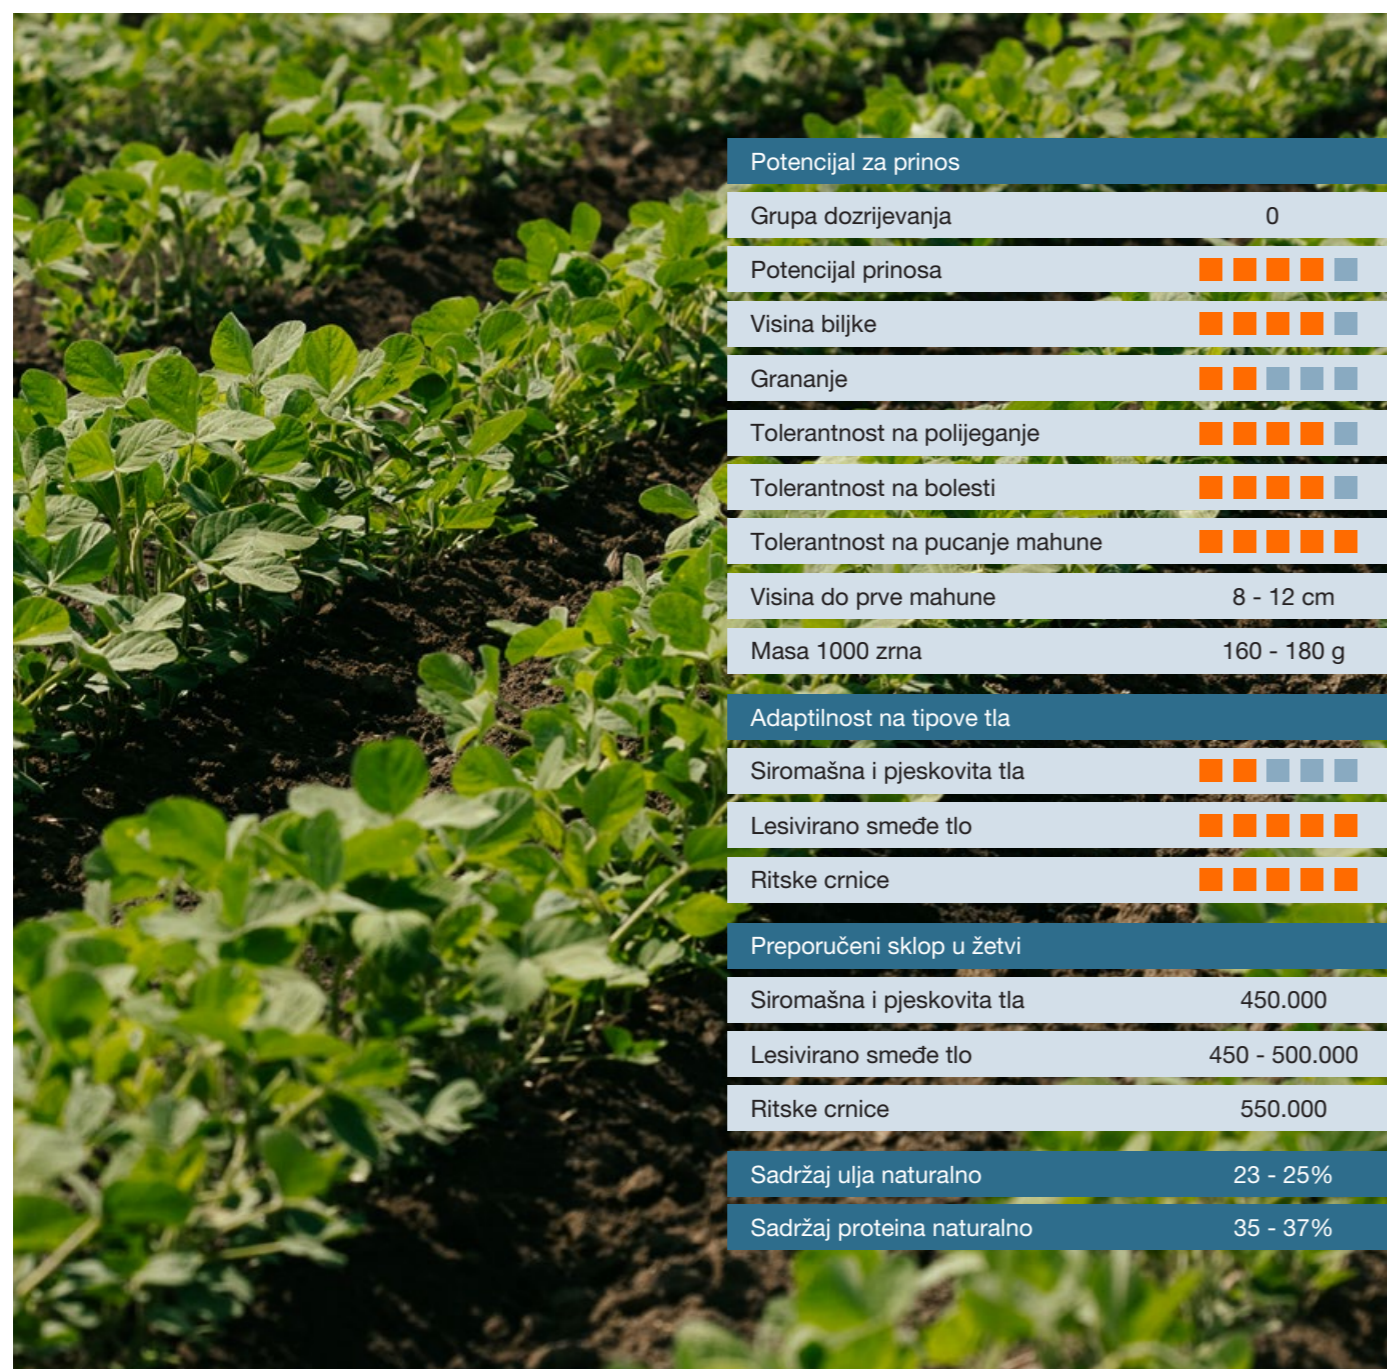 Potencijal za prinos
Grupa dozrijevanja 0
Potencijal prinosa
Visina biljke
Grananje
Tolerantnost na polijeganje
Tolerantnost na bolesti
Tolerantnost na pucanje mahune
Visina do prve mahune 8 - 12 cm
Masa 1000 zrna 160 - 180 g
Adaptilnost na tipove tla
Siromašna i pjeskovita tla
Lesivirano smeđe tlo
Ritske crnice
Preporučeni sklop u žetvi
Siromašna i pjeskovita tla 450.000
Lesivirano smeđe tlo 450 - 500.000
Ritske crnice 550.000
Sadržaj ulja naturalno 23 - 25%
Sadržaj proteina naturalno 35 - 37%